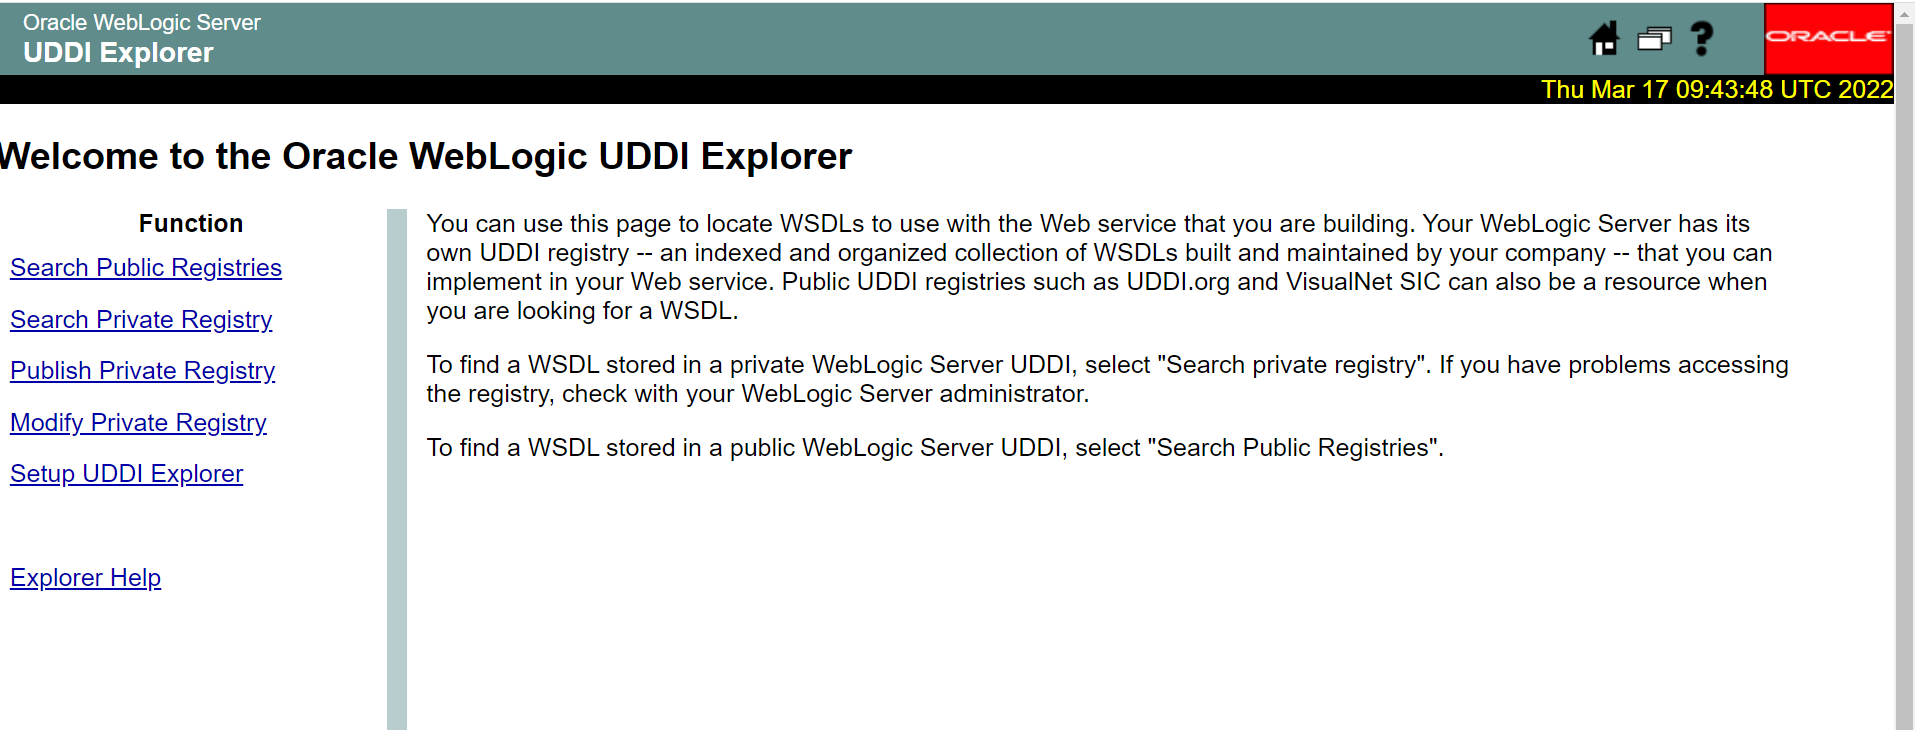 Oracle WebLogic Server
UDDI Explorer
ORACLE
Thu Mar 17 09:43:48 UTC 2022
Welcome to the Oracle WebLogic UDDI Explorer
Function
Search Public Registries
Search Private Registry
Publish Private Registry
Modify Private Registry
Setup UDDI Explorer
Explorer Help
You can use this page to locate WSDLs to use with the Web service that you are building. Your WebLogic Server has its
own UDDI registry -- an indexed and organized collection of WSDLs built and maintained by your company -- that you can
implement in your Web service. Public UDDI registries such as UDDI.org and VisualNet SIC can also be a resource when
you are looking for a WSDL.
To find a WSDL stored in a private WebLogic Server UDDI, select "Search private registry". If you have problems accessing
the registry, check with your WebLogic Server administrator.
To find a WSDL stored in a public WebLogic Server UDDI, select "Search Public Registries".